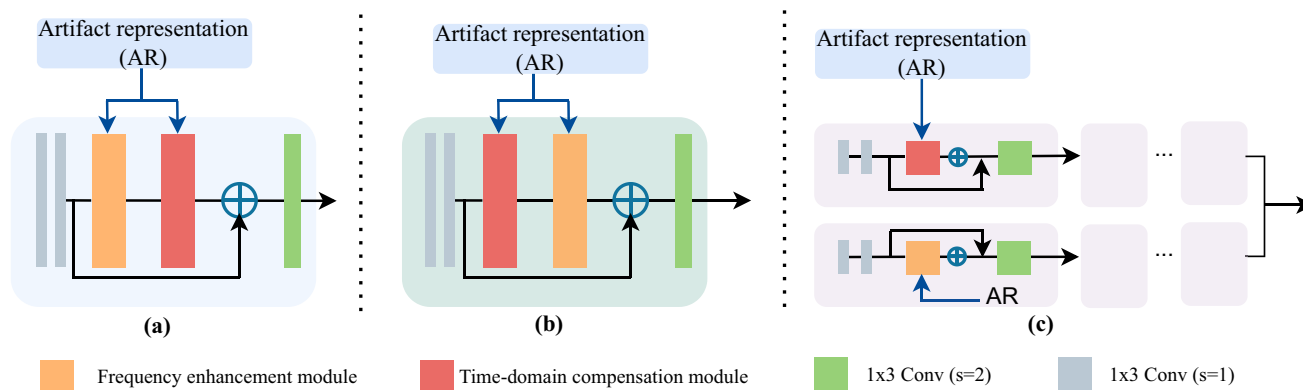 Artifact representation
(AR)
(a)
Artifact representation
(AR)
(b)
Artifact representation
(AR)
...
...
AR
(c)
Frequency enhancement module
Time-domain compensation module
1x3 Conv (s=2)
1x3 Conv (s=1)